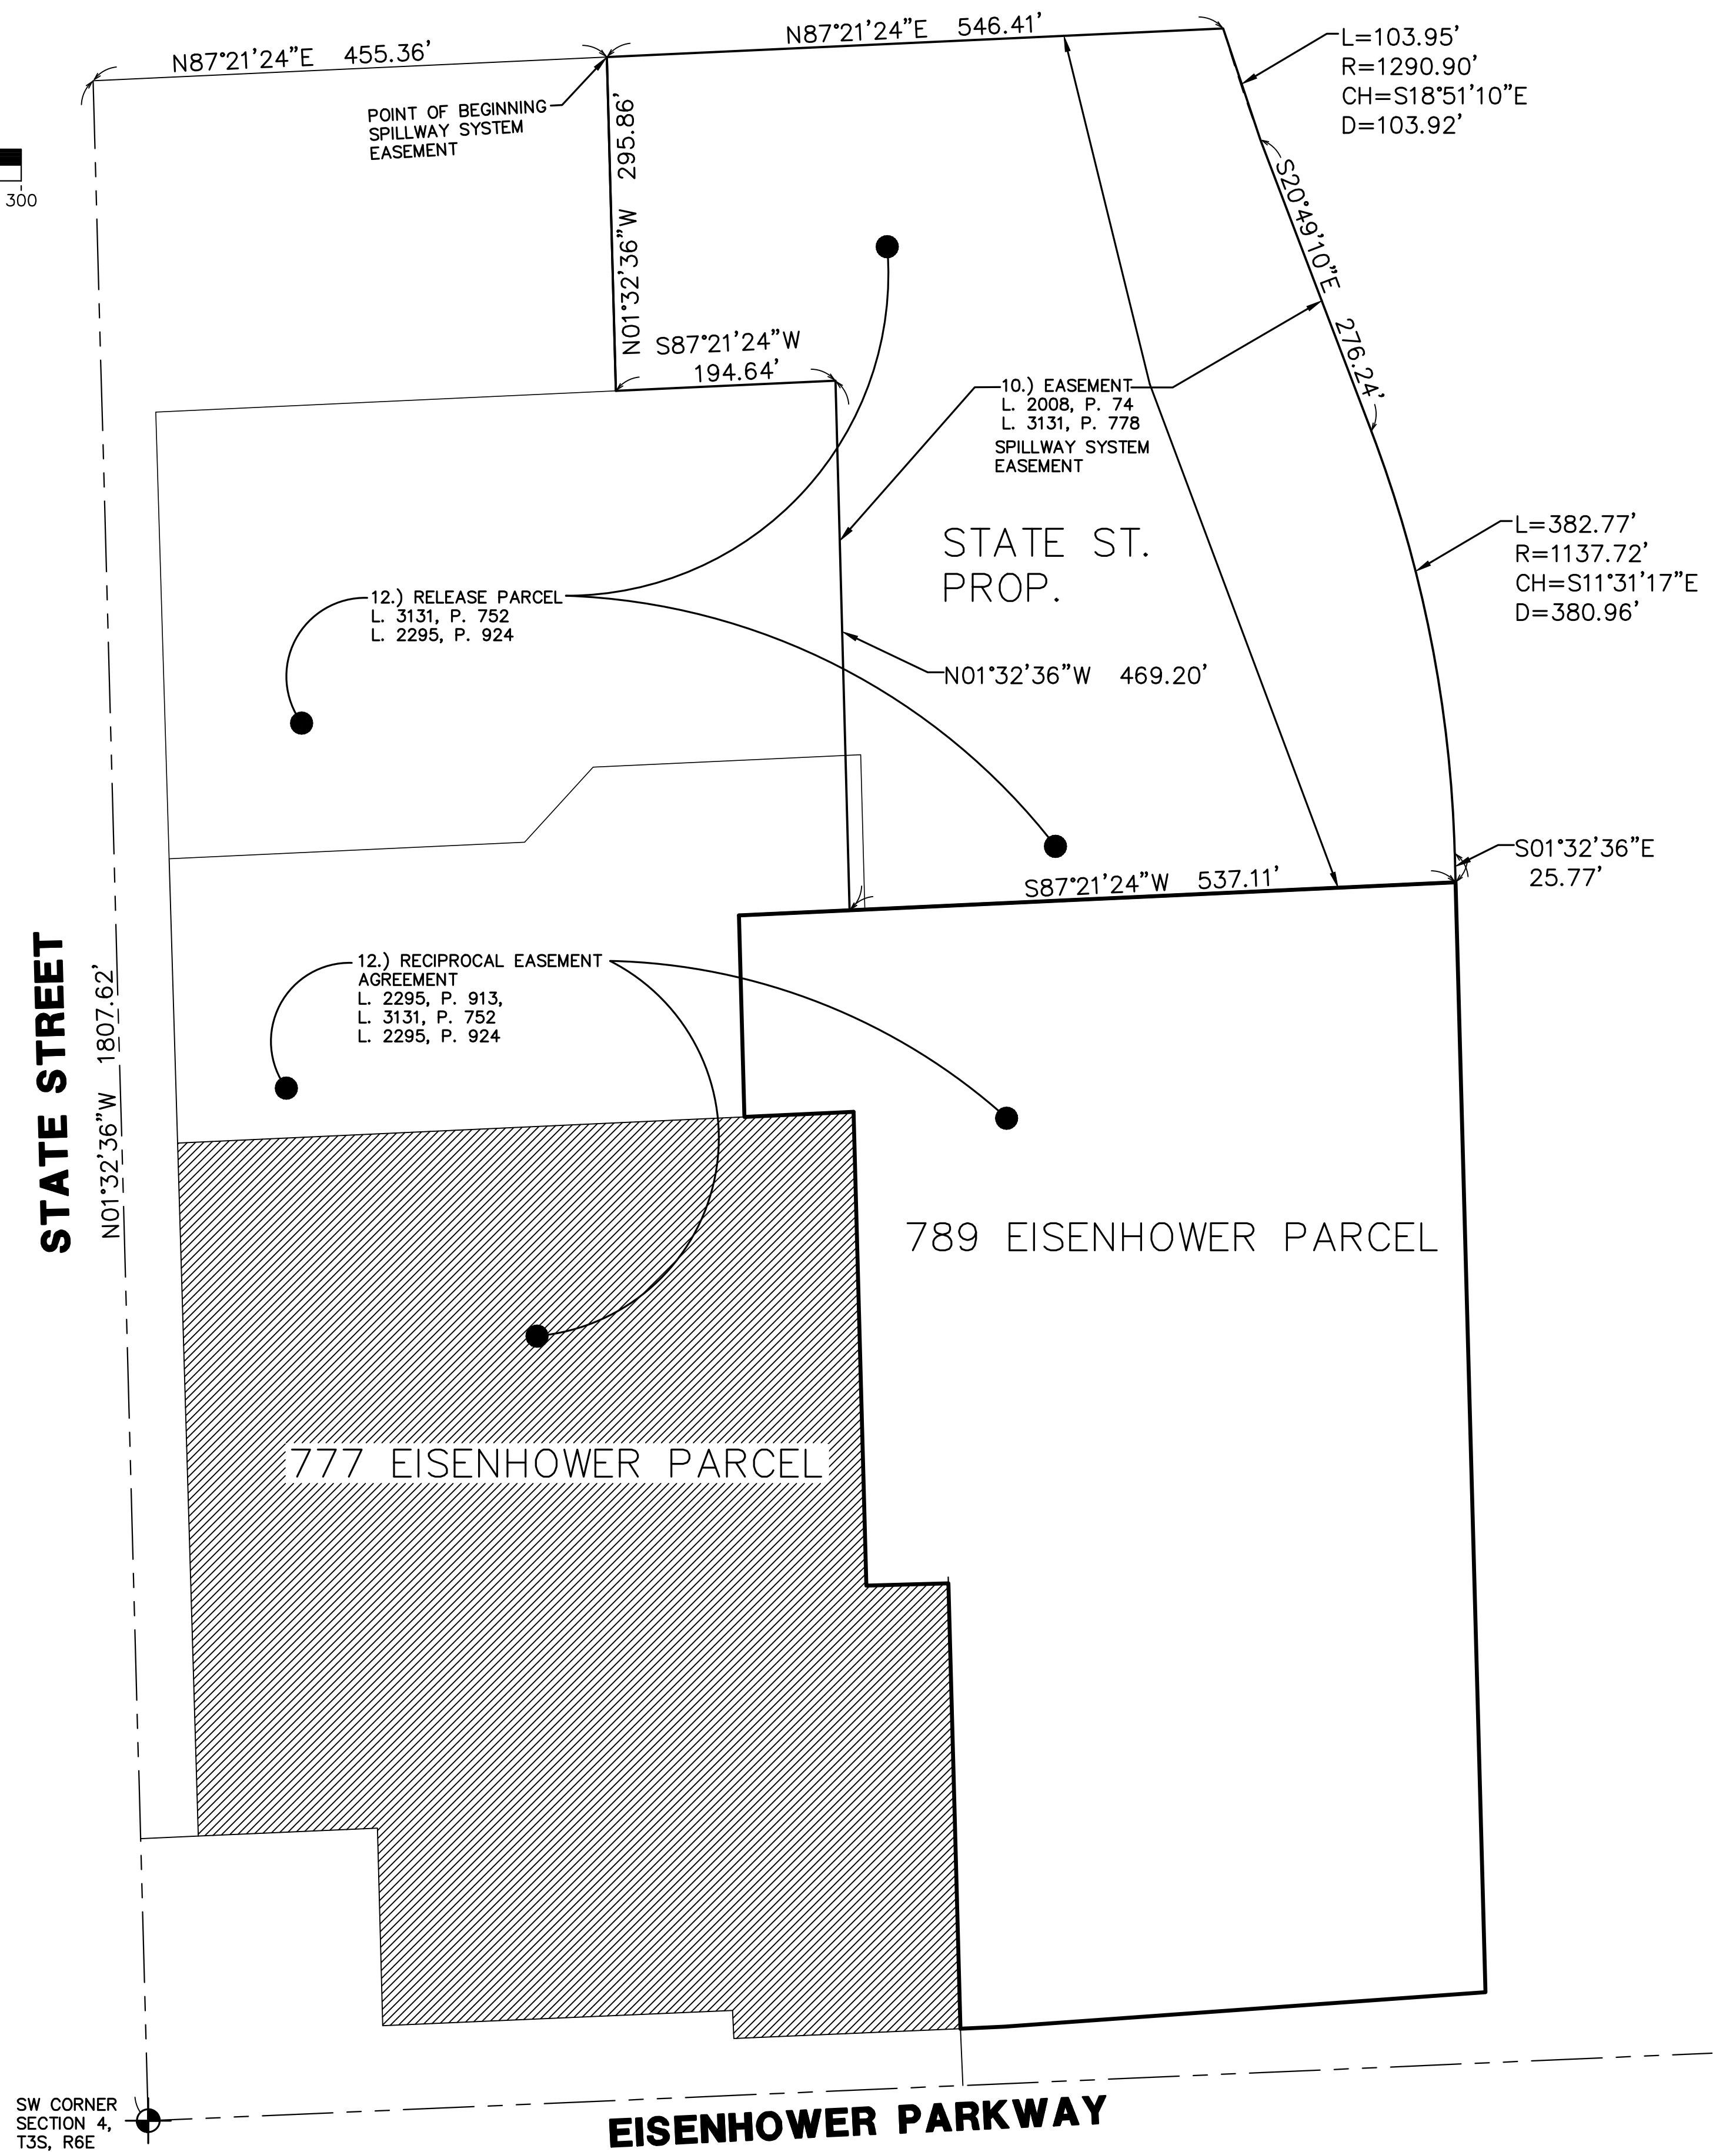 N87°21'24"E 455.36'
N87°21'24"E 546.41'
L=103.95'
R=1290.90'
CH=S18°51'10"E
D=103.92'
POINT OF BEGINNING
SPILLWAY SYSTEM
EASEMENT
300
N01°32'36"W 295.86'
S20°49'10"E 276.24'
S87°21'24"W
194.64'
10.) EASEMENT
L. 2008, P. 74
L. 3131, P. 778
SPILLWAY SYSTEM
EASEMENT
STATE ST.
PROP.
L=382.77'
R=1137.72'
CH=S11°31'17"E
D=380.96'
12.) RELEASE PARCEL
L. 3131, P. 752
L. 2295, P. 924
N01°32'36"W 469.20'
S01°32'36"E
25.77'
S87°21'24"W 537.11'
STATE STREET
N01°32'36"W 1807.62'
12.) RECIPROCAL EASEMENT
AGREEMENT
L. 2295, P. 913,
L. 3131, P. 752
L. 2295, P. 924
789 EISENHOWER PARCEL
777 EISENHOWER PARCEL
SW CORNER
SECTION 4,
T3S, R6E
EISENHOWER PARKWAY